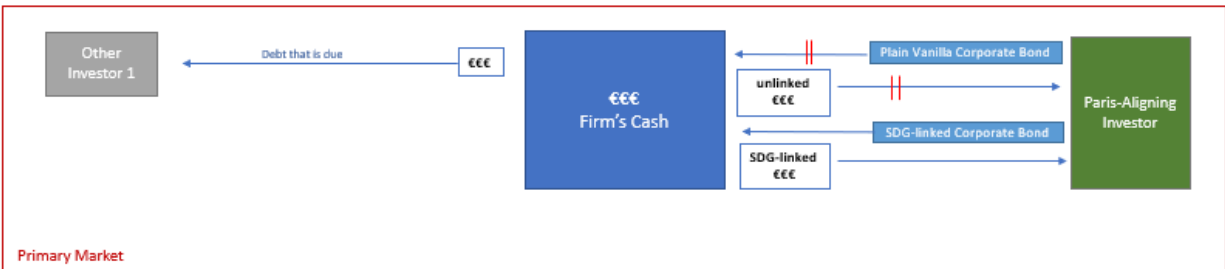 Other
Investor 1
Debt that is due
€€€
€€€
Firm's Cash
Plain Vanilla Corporate Bond
unlinked
€€€
SDG-linked Corporate Bond
SDG-linked
€€€
Paris-Aligning
Investor
Primary Market